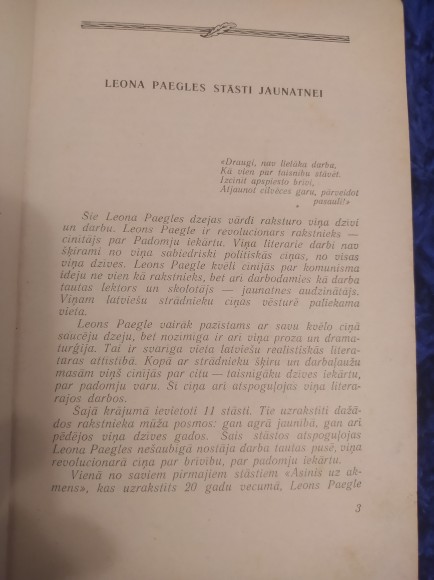 LEONA PAEGLES STĀSTI JAUNATNEI
«Draugi, nav lielāka darba,
Kā vien par taisnību stāvēt.
Izcīnīt apspiesto brīvi,
Atjaunot cilvēces garu, pārveidot
pasauli!»
Šie Leona Paegles dzejas vārdi raksturo viņa dzīvi
un darbu. Leons Paegle ir revolucionārs rakstnieks —
cīnītājs par Padomju iekārtu. Viņa literārie darbi nav
šķirami no viņa sabiedriski politiskās cīņas, no visas
viņa dzīves. Leons Paegle kvēli cīnījās par komūnisma
ideju ne vien kā rakstnieks, bet arī darbodamies kā darba
tautas lektors un skolotājs — jaunatnes audzinātājs.
Viņam latviešu strādnieku cīņas vēsturē paliekama
vieta.
Leons Paegle vairāk pazīstams ar savu kvēlo cīņā
saucēju dzeju, bet nozīmīga ir arī viņa proza un drama-
turģija. Tai ir svarīga vieta latviešu reālistiskās litera-
tūras attīstībā. Kopā ar strādnieku šķiru un darbaļaužu
masām viņš cīnījās par citu — taisnīgāku dzīves iekārtu,
par padomju varu. Šī cīņa arī atspoguļojas viņa literā-
rajos darbos.
Šajā krājumā ievietoti 11 stāsti. Tie uzrakstīti dažā-
dos rakstnieka mūža posmos: gan agrā jaunībā, gan arī
pēdējos viņa dzīves gados. Šais stāstos atspoguļojas
Leona Paegles nešaubīgā nostāja darba tautas pusē, viņa
revolucionārā cīņa par brīvību, par padomju iekārtu.
Vienā no saviem pirmajiem stāstiem «Asinis uz ak-
mens», kas uzrakstīts 20 gadu vecumā, Leons Paegle
3